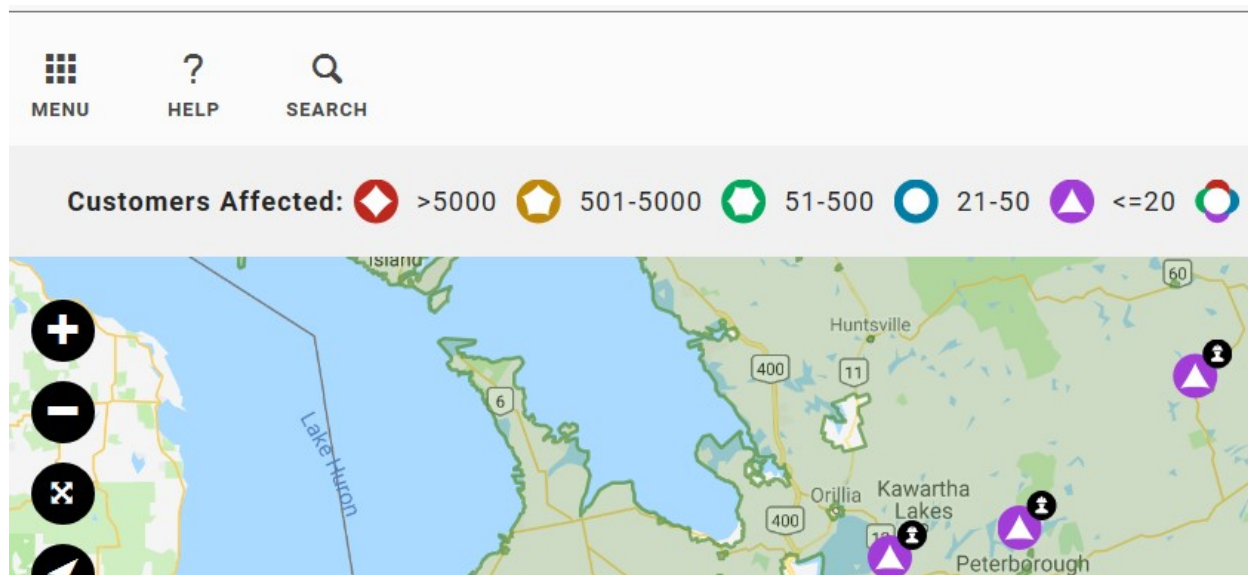 ?
MENU HELP SEARCH
Customers Affected: >5000 501-5000 51-500 21-50 <=20
Island
60
Huntsville
400
11
6
Lake Huron
Orillia
Kawartha
Lakes
400
Peterborough